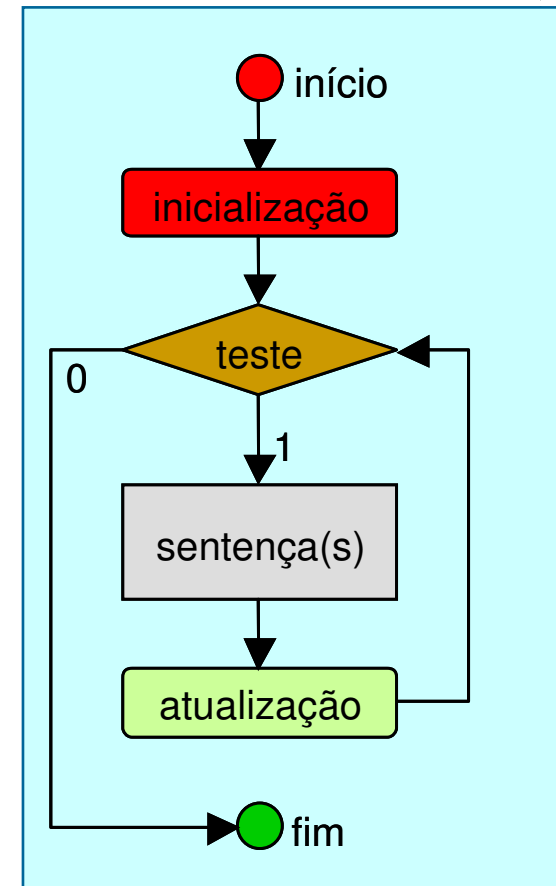 início
inicialização
teste
0
1
sentença(s)
atualização
fim